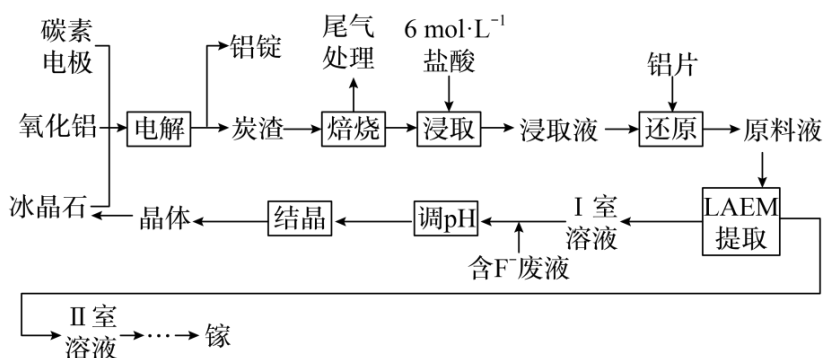 碳素
电极
铝锭
尾气
处理
6 mol·L⁻¹
盐酸
铝片
氧化铝
电解
炭渣
焙烧
浸取
浸取液
还原
原料液
冰晶石
晶体
结晶
调pH
Ⅰ室
溶液
LAEM
提取
含F⁻废液
Ⅱ室
溶液
···
镓